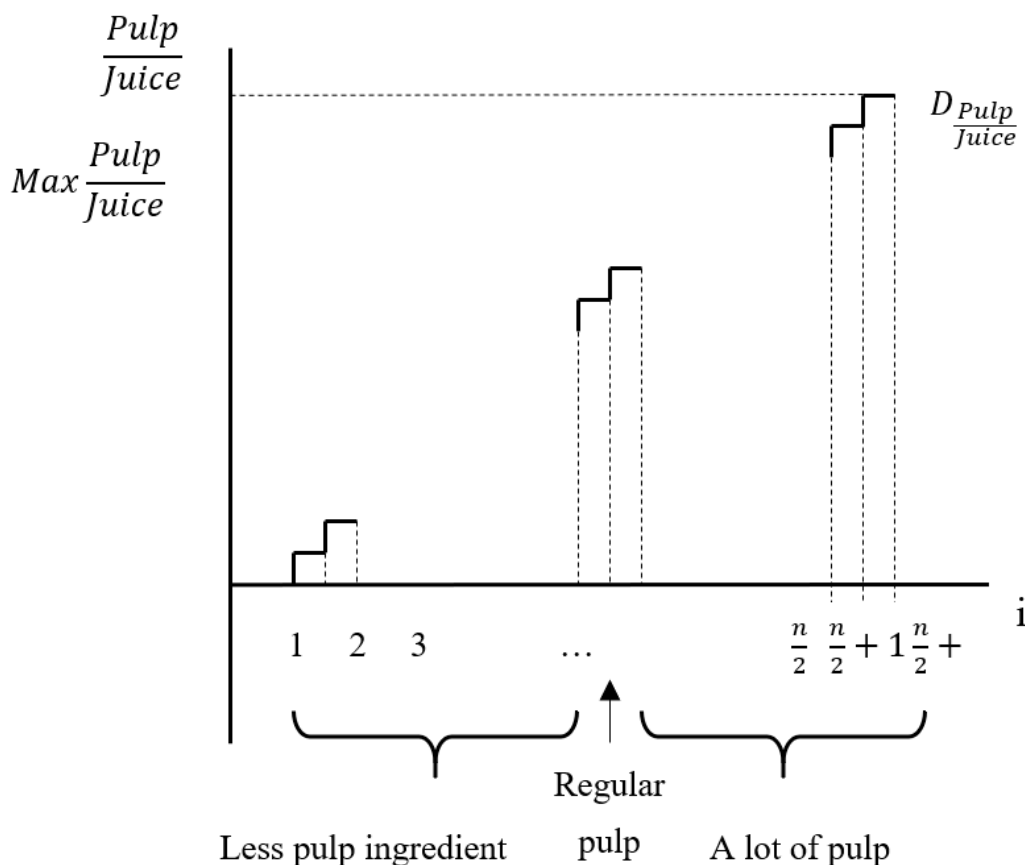 Pulp
Juice
Max Pulp
Juice
D Pulp
Juice
i
1 2 3 ... n/2 n/2 + 1 n/2 +
Regular
pulp
Less pulp ingredient
A lot of pulp